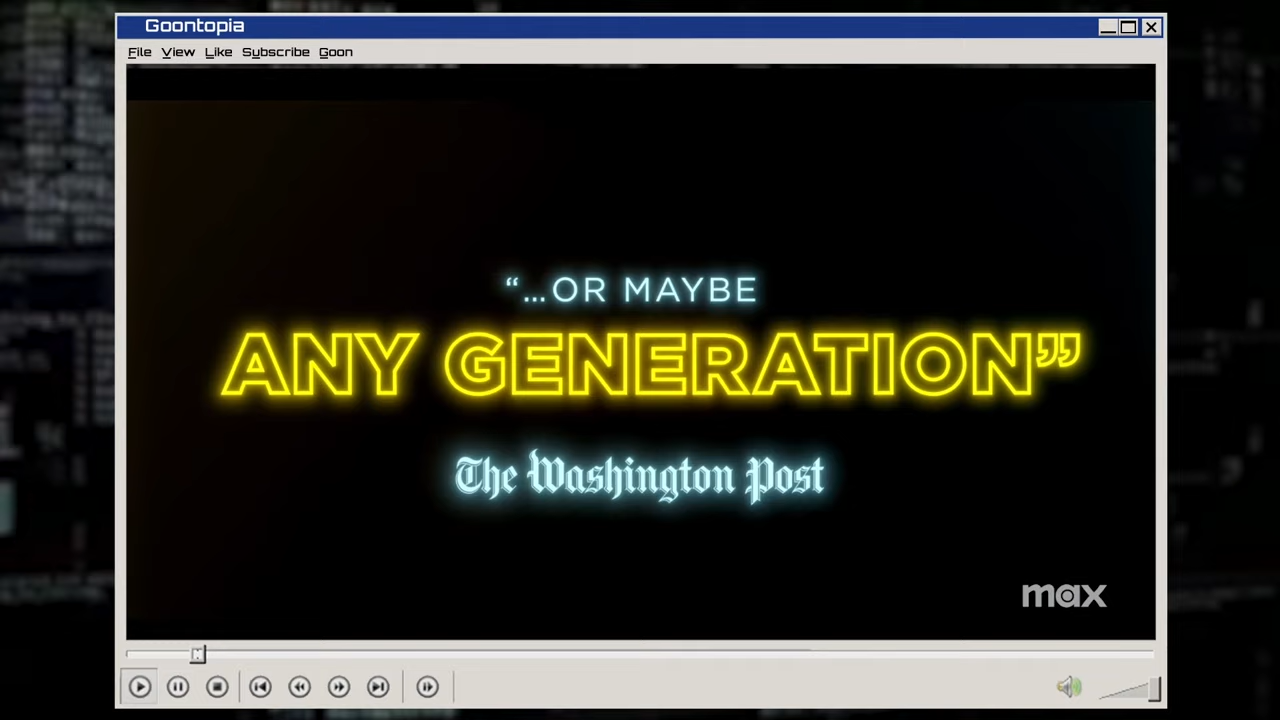 Goontopia
File View Like Subscribe Goon
“...OR MAYBE
ANY GENERATION”
The Washington Post
max